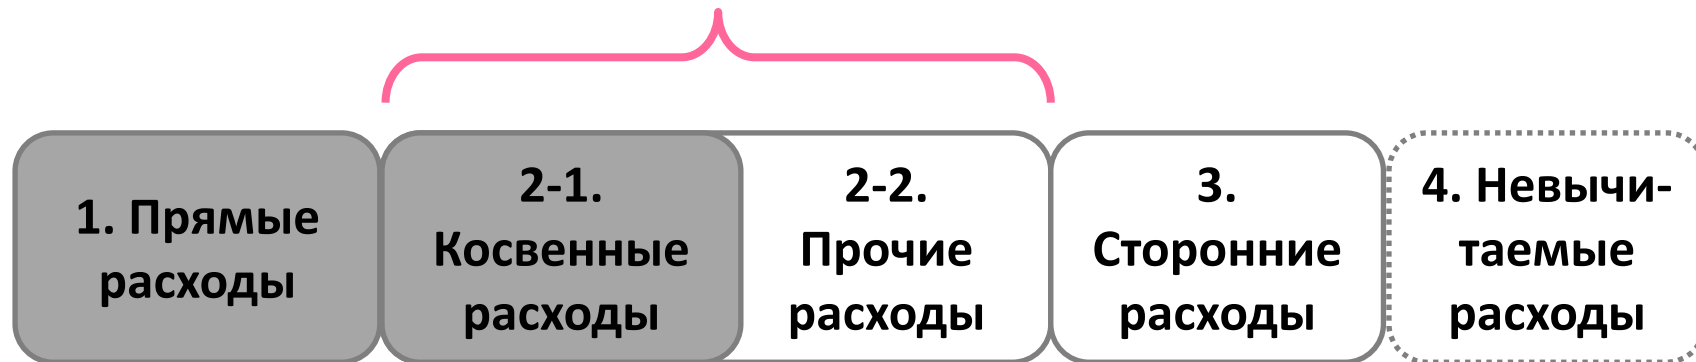 1. Прямые
расходы
2-1.
Косвенные
расходы
2-2.
Прочие
расходы
3.
Сторонние
расходы
4. Невычи-
таемые
расходы